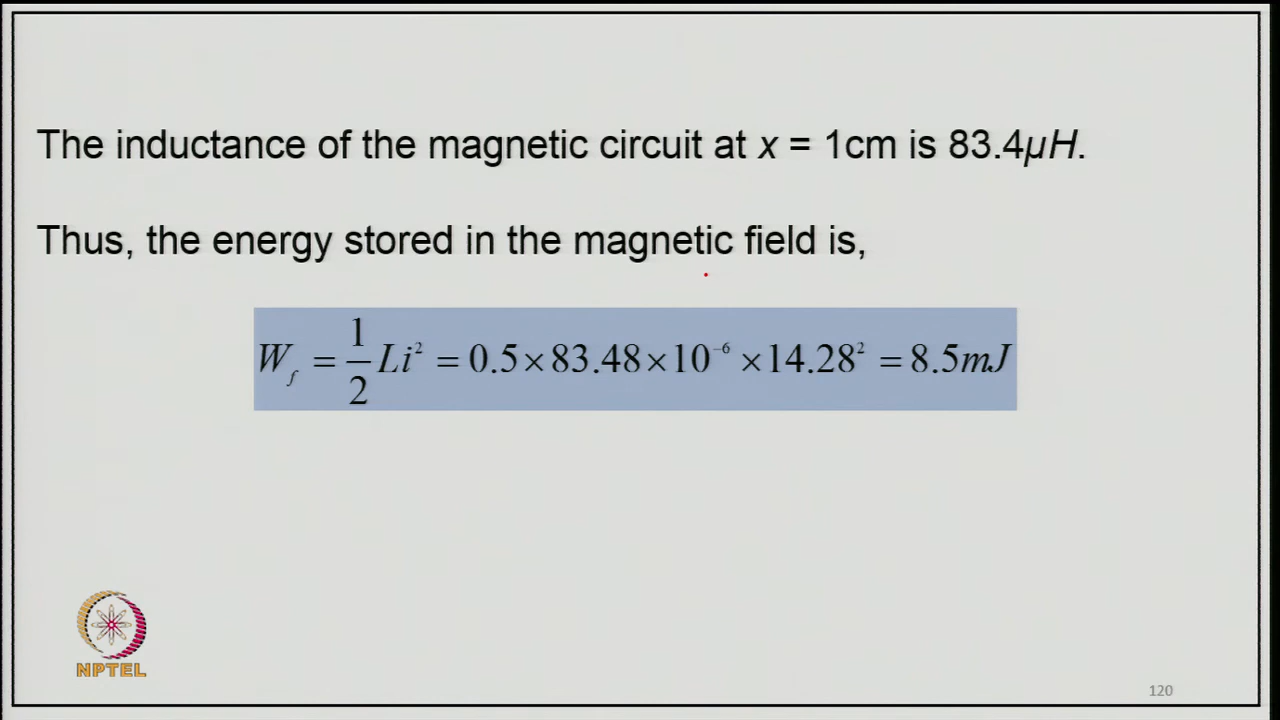 The inductance of the magnetic circuit at x = 1cm is 83.4µH.
Thus, the energy stored in the magnetic field is,
W_f = 1/2 Li² = 0.5×83.48×10⁻⁶ ×14.28² = 8.5mJ
NPTEL
120